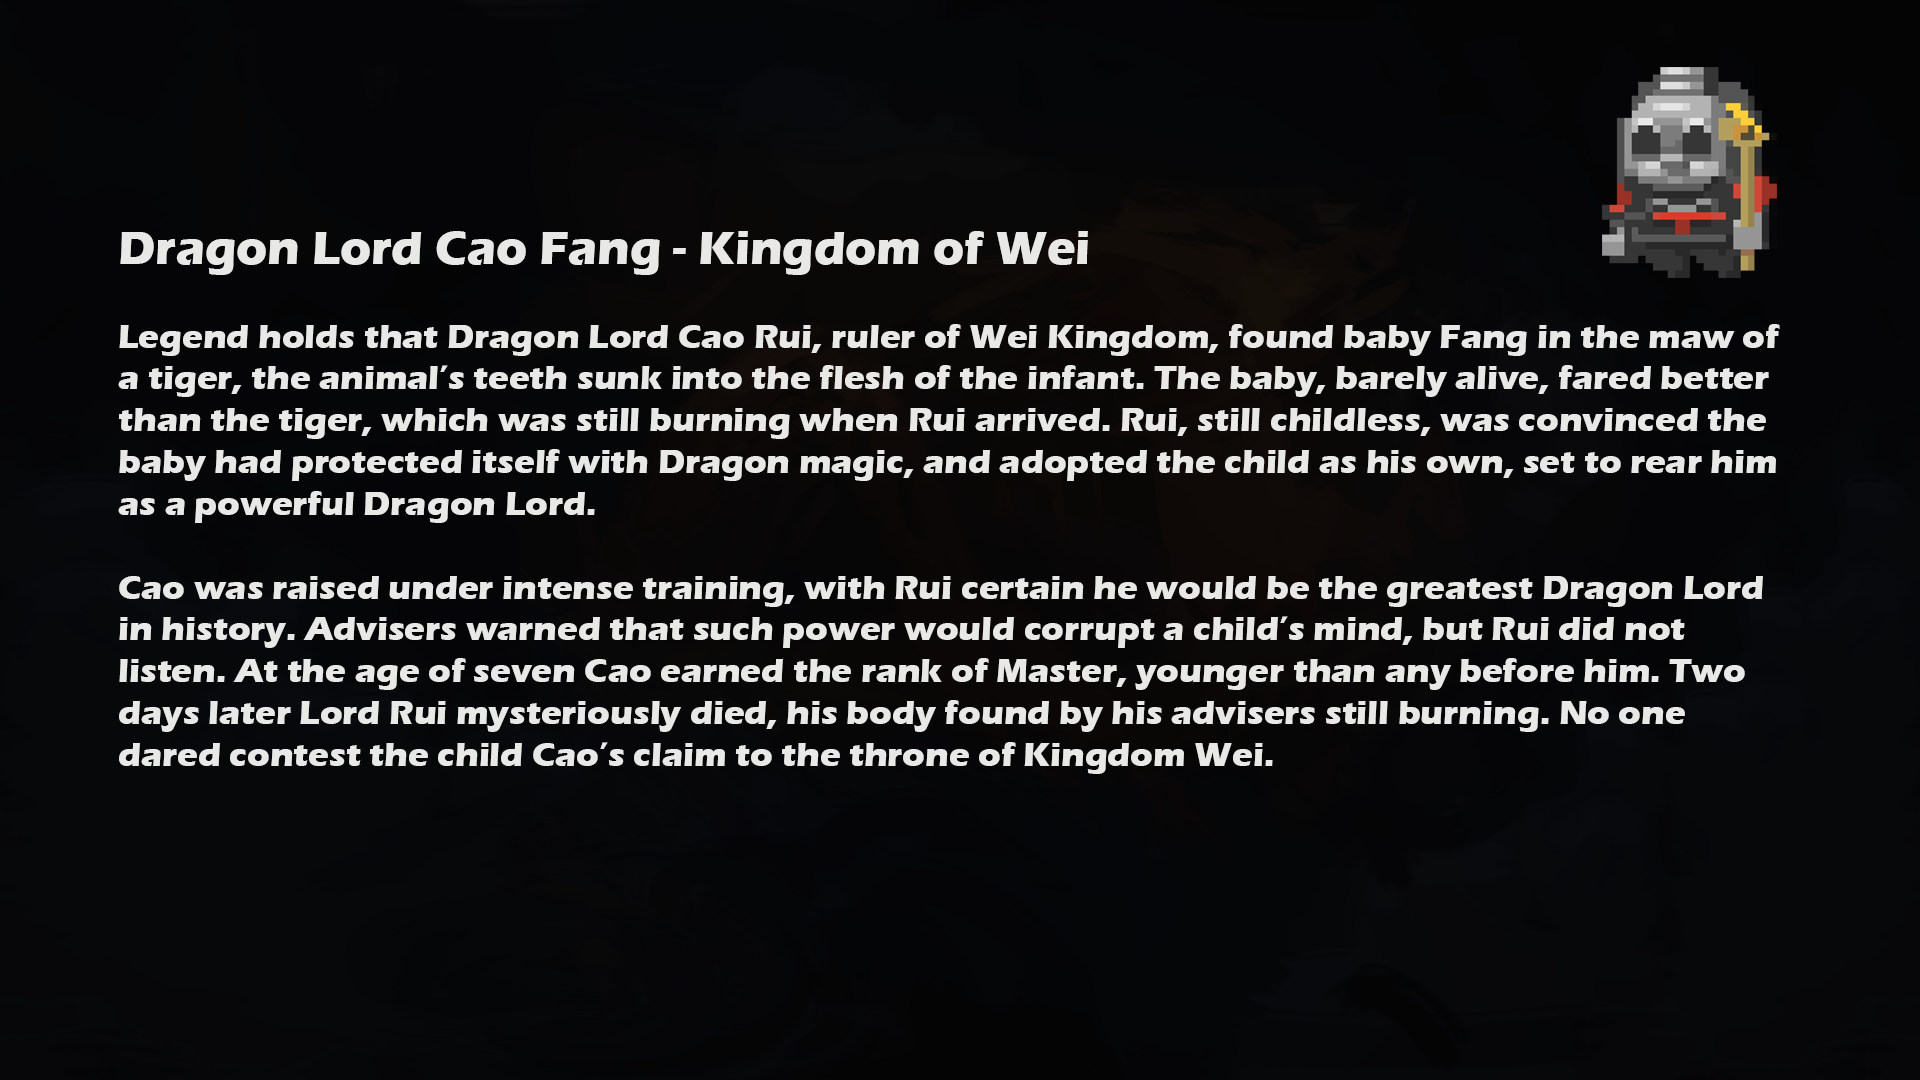 Dragon Lord Cao Fang - Kingdom of Wei
Legend holds that Dragon Lord Cao Rui, ruler of Wei Kingdom, found baby Fang in the maw of
a tiger, the animal's teeth sunk into the flesh of the infant. The baby, barely alive, fared better
than the tiger, which was still burning when Rui arrived. Rui, still childless, was convinced the
baby had protected itself with Dragon magic, and adopted the child as his own, set to rear him
as a powerful Dragon Lord.
Cao was raised under intense training, with Rui certain he would be the greatest Dragon Lord
in history. Advisers warned that such power would corrupt a child's mind, but Rui did not
listen. At the age of seven Cao earned the rank of Master, younger than any before him. Two
days later Lord Rui mysteriously died, his body found by his advisers still burning. No one
dared contest the child Cao's claim to the throne of Kingdom Wei.